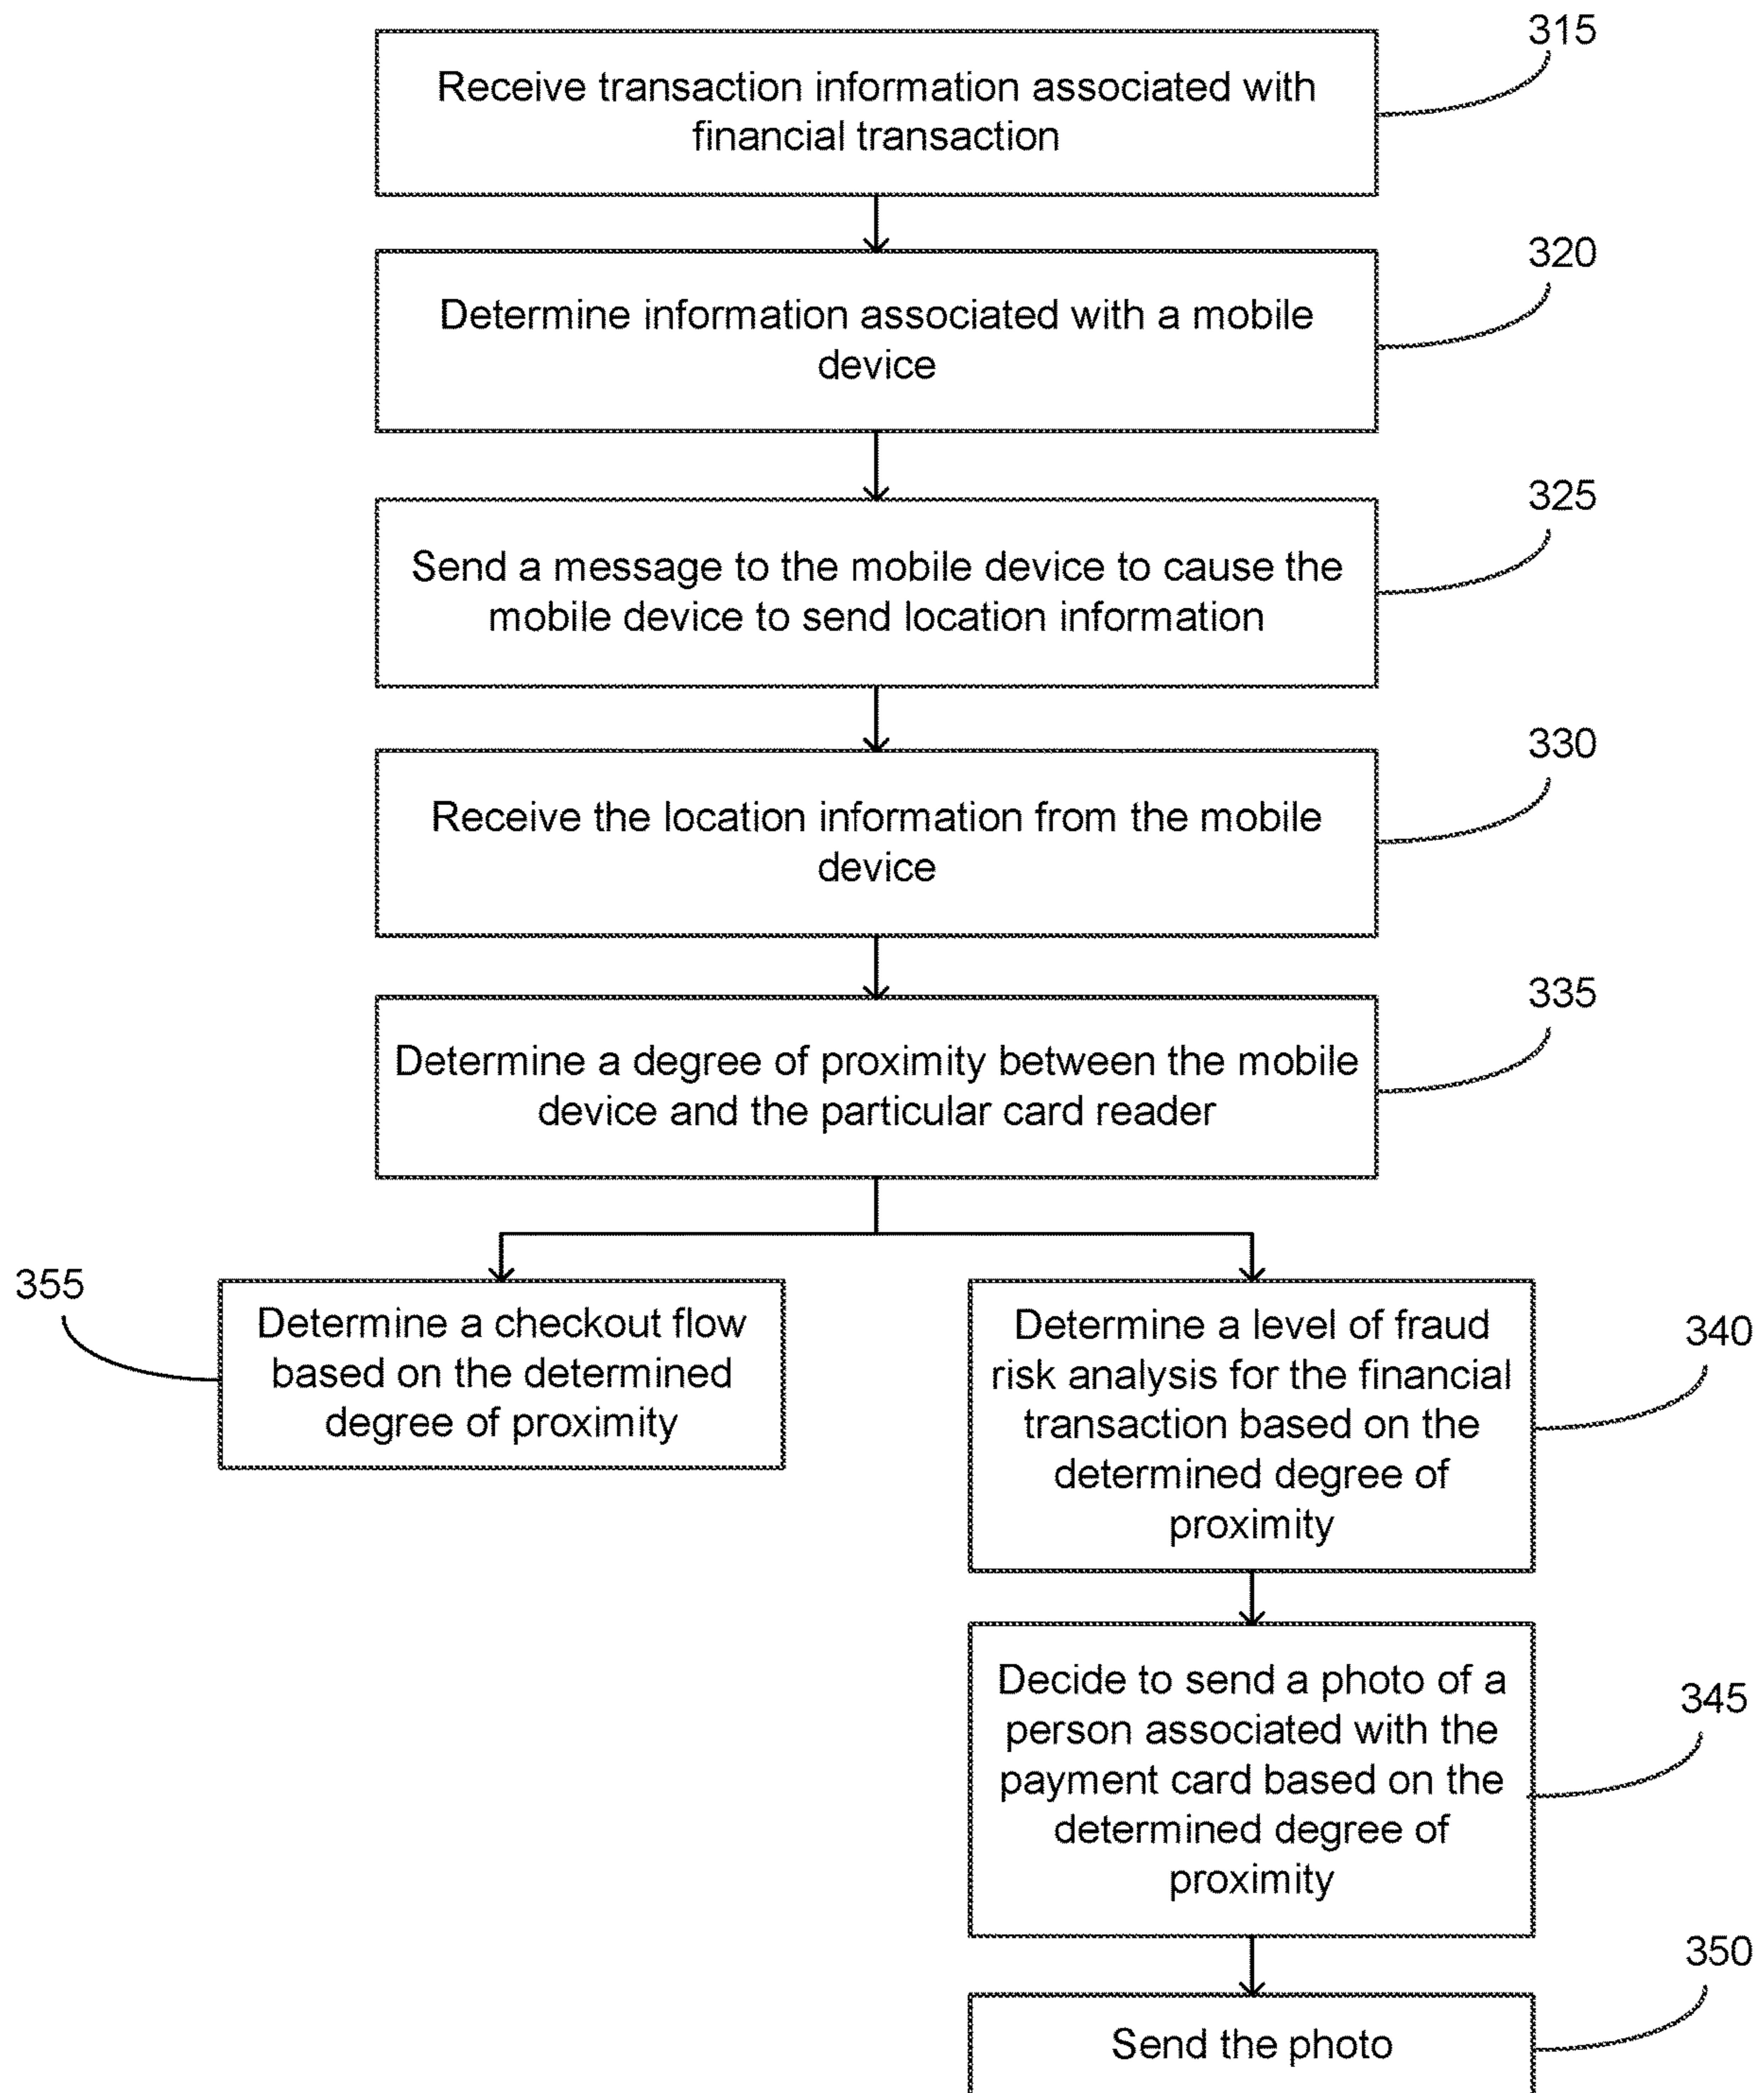 315
Receive transaction information associated with
financial transaction
320
Determine information associated with a mobile
device
325
Send a message to the mobile device to cause the
mobile device to send location information
330
Receive the location information from the mobile
device
335
Determine a degree of proximity between the mobile
device and the particular card reader
355
Determine a checkout flow
based on the determined
degree of proximity
340
Determine a level of fraud
risk analysis for the financial
transaction based on the
determined degree of
proximity
345
Decide to send a photo of a
person associated with the
payment card based on the
determined degree of
proximity
350
Send the photo